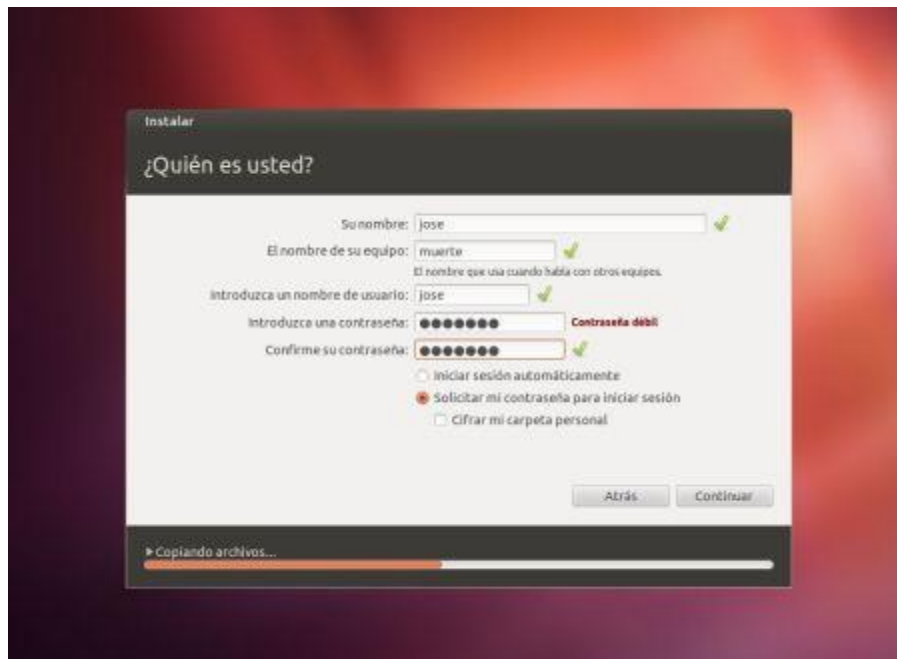 Instalar
¿Quién es usted?
Su nombre: jose
El nombre de su equipo: muerte
El nombre que usa cuando habla con otros equipos.
Introduzca un nombre de usuario: jose
Introduzca una contraseña: ●●●●●●● Contraseña débil
Confirme su contraseña: ●●●●●●●
Iniciar sesión automáticamente
Solicitar mi contraseña para iniciar sesión
Cifrar mi carpeta personal
Atrás Continuar
Copiando archivos...